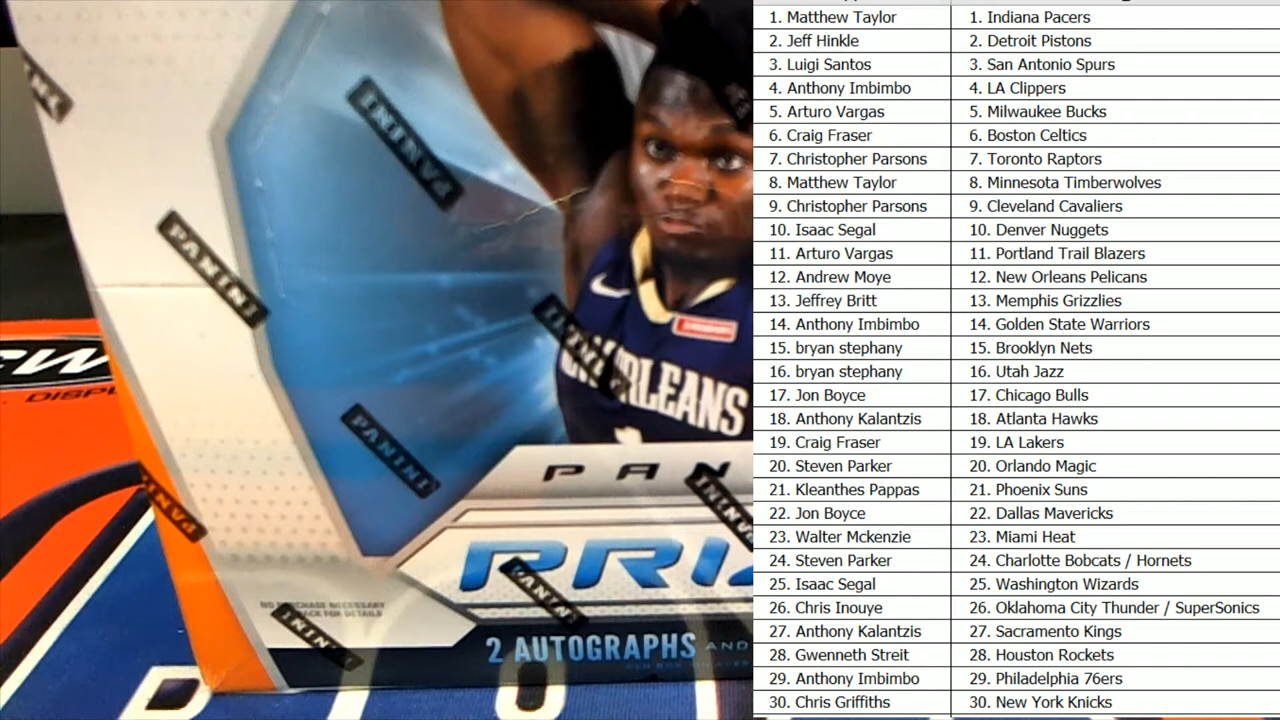 PANINI
PANINI
PANINI
PANINI
PANINI
PANINI
PANINI
PANINI
ORLEANS
PAN
PRIZ
NO PURCHASE NECESSARY
BACK FOR DETAILS
2 AUTOGRAPHS AND
DISPL
1. Matthew Taylor 1. Indiana Pacers
2. Jeff Hinkle 2. Detroit Pistons
3. Luigi Santos 3. San Antonio Spurs
4. Anthony Imbimbo 4. LA Clippers
5. Arturo Vargas 5. Milwaukee Bucks
6. Craig Fraser 6. Boston Celtics
7. Christopher Parsons 7. Toronto Raptors
8. Matthew Taylor 8. Minnesota Timberwolves
9. Christopher Parsons 9. Cleveland Cavaliers
10. Isaac Segal 10. Denver Nuggets
11. Arturo Vargas 11. Portland Trail Blazers
12. Andrew Moye 12. New Orleans Pelicans
13. Jeffrey Britt 13. Memphis Grizzlies
14. Anthony Imbimbo 14. Golden State Warriors
15. bryan stephany 15. Brooklyn Nets
16. bryan stephany 16. Utah Jazz
17. Jon Boyce 17. Chicago Bulls
18. Anthony Kalantzis 18. Atlanta Hawks
19. Craig Fraser 19. LA Lakers
20. Steven Parker 20. Orlando Magic
21. Kleanthes Pappas 21. Phoenix Suns
22. Jon Boyce 22. Dallas Mavericks
23. Walter Mckenzie 23. Miami Heat
24. Steven Parker 24. Charlotte Bobcats / Hornets
25. Isaac Segal 25. Washington Wizards
26. Chris Inouye 26. Oklahoma City Thunder / SuperSonics
27. Anthony Kalantzis 27. Sacramento Kings
28. Gwenneth Streit 28. Houston Rockets
29. Anthony Imbimbo 29. Philadelphia 76ers
30. Chris Griffiths 30. New York Knicks